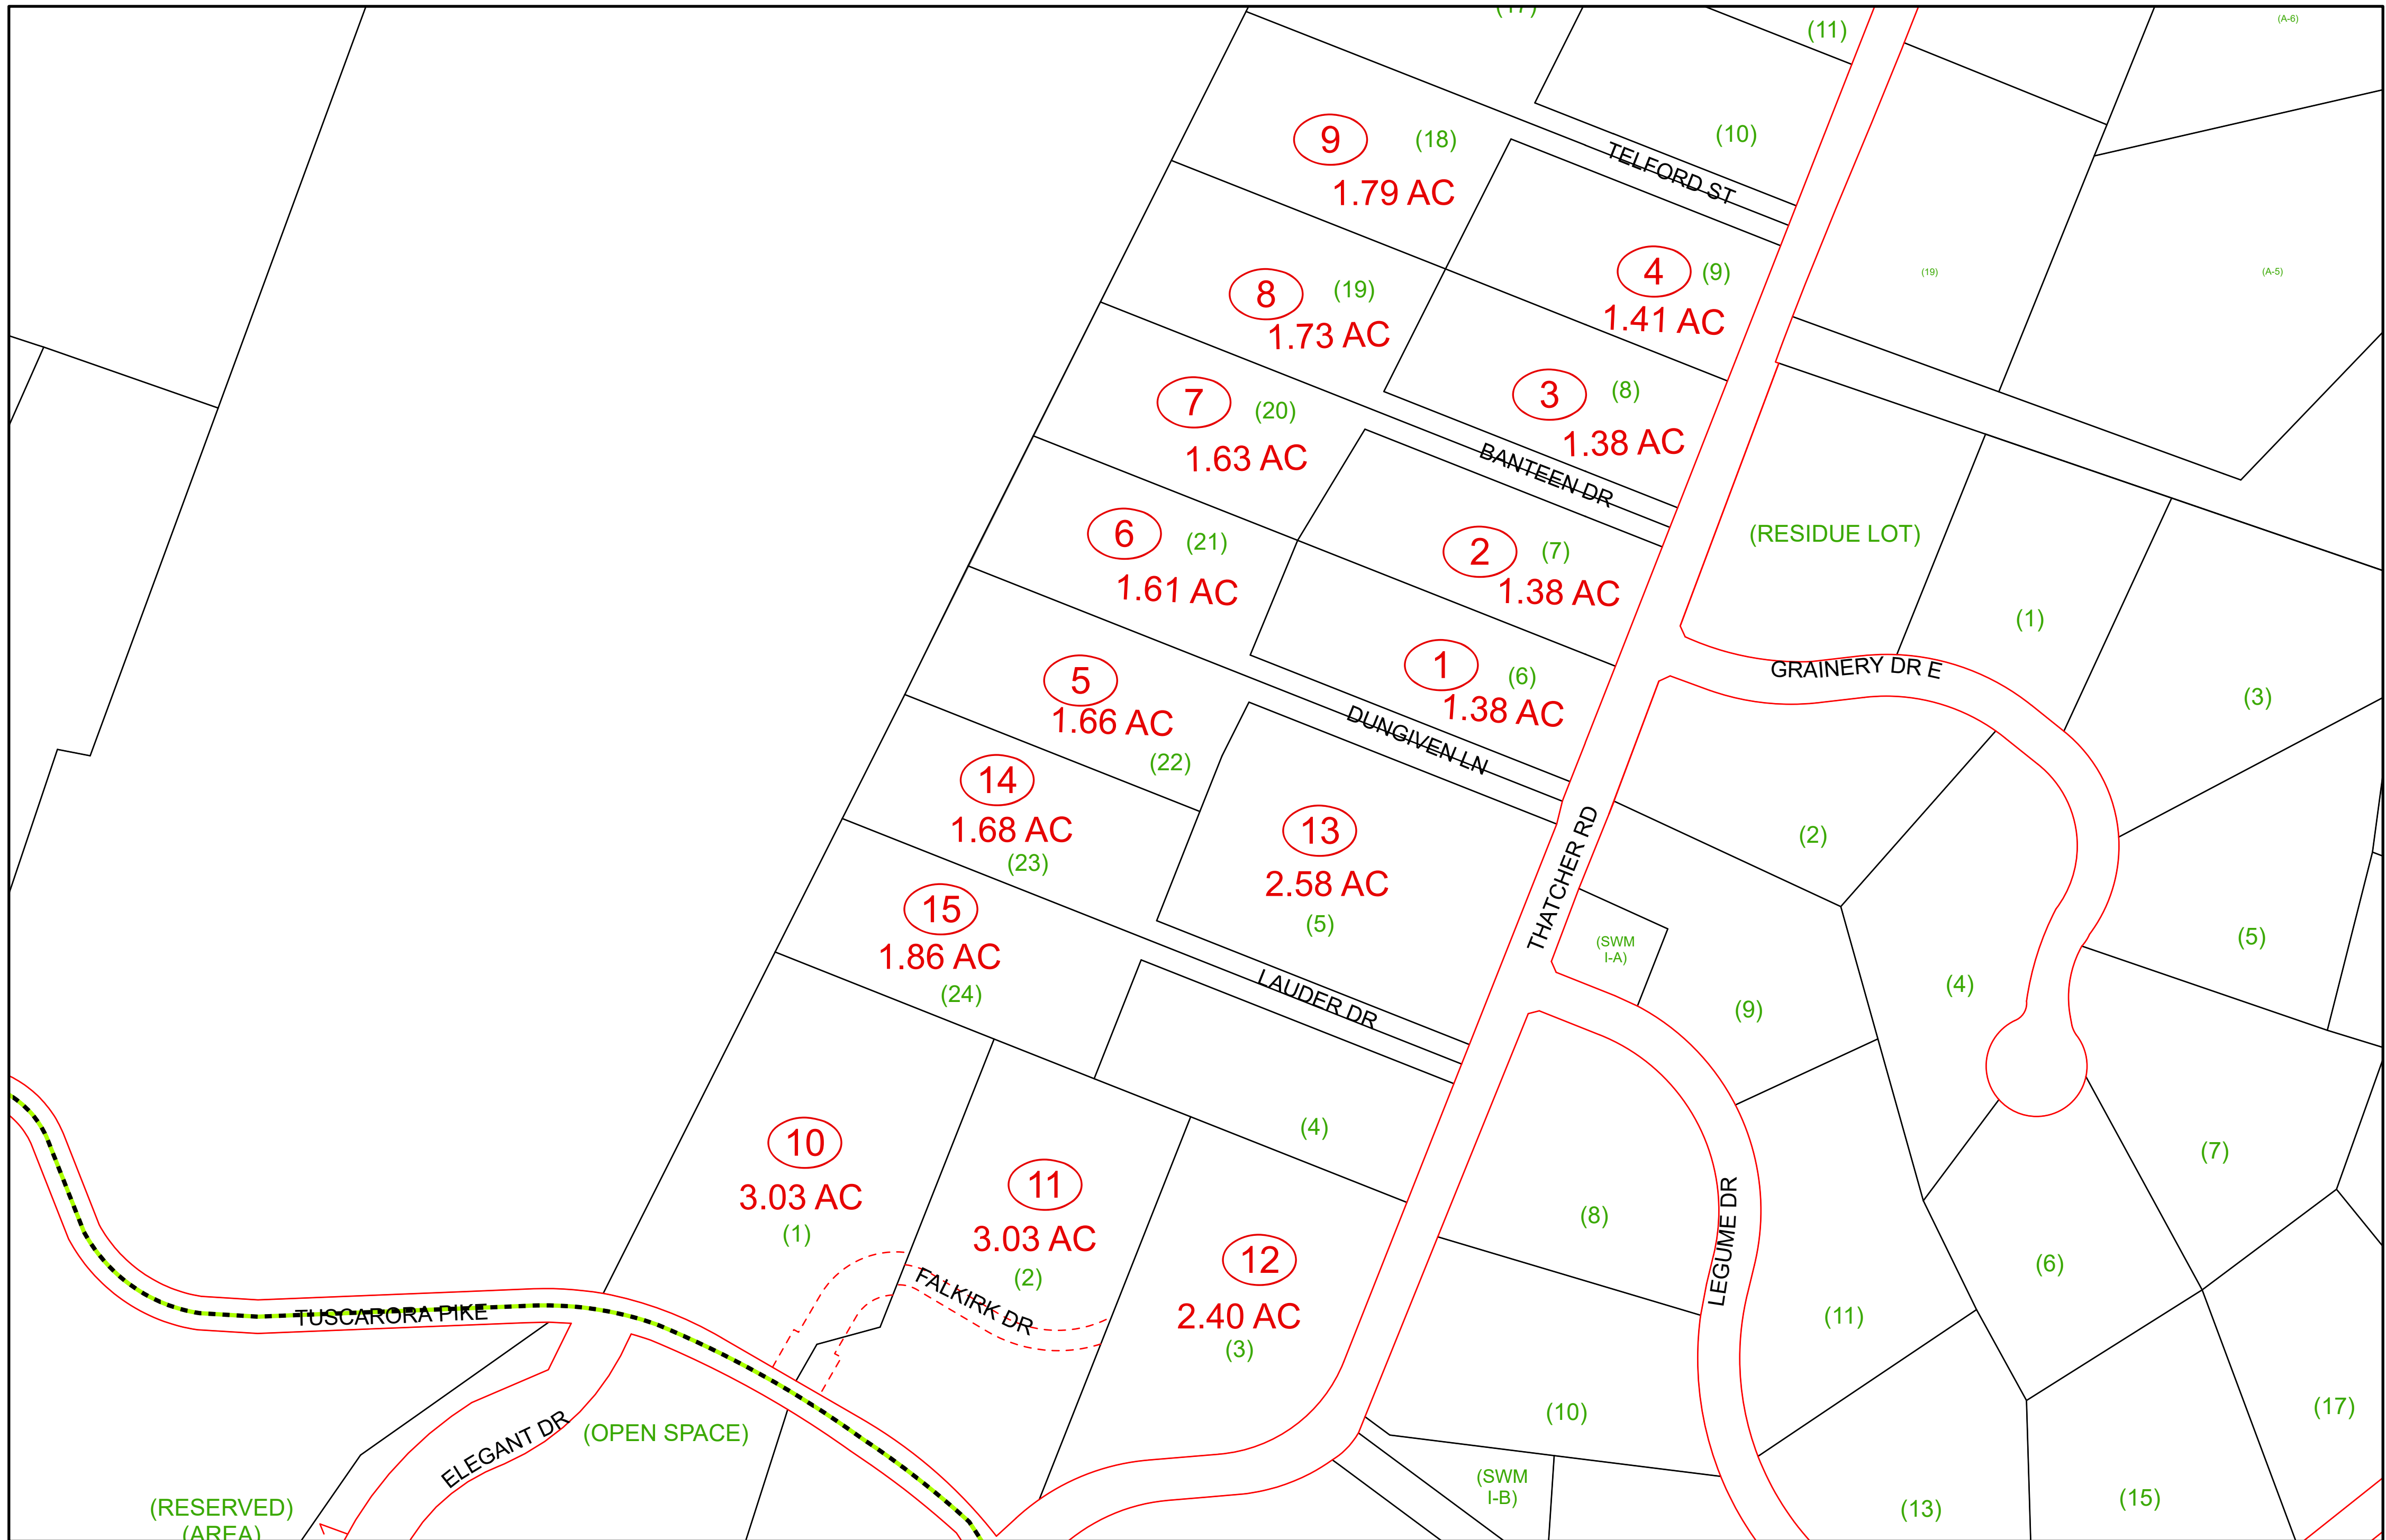 (17)
(11)
(A-6)
9
(18)
(10)
1.79 AC
TELFORD ST
4
(9)
(19)
(A-5)
8
(19)
1.41 AC
1.73 AC
7
(20)
3
(8)
1.38 AC
1.63 AC
BANTEEN DR
6
(21)
2
(7)
(RESIDUE LOT)
1.61 AC
1.38 AC
(1)
5
1
(6)
GRAINERY DR E
1.66 AC
1.38 AC
(3)
DUNGIVEN LN
(22)
14
1.68 AC
(23)
13
(2)
2.58 AC
THATCHER RD
15
(5)
(SWM
I-A)
(5)
1.86 AC
(24)
LAUDER DR
(9)
(4)
10
(4)
(7)
3.03 AC
(1)
11
3.03 AC
(2)
(8)
LEGUME DR
12
(6)
FALKIRK DR
2.40 AC
(3)
TUSCARORA PIKE
(11)
ELEGANT DR
(OPEN SPACE)
(10)
(17)
(SWM
I-B)
(RESERVED)
(AREA)
(13)
(15)